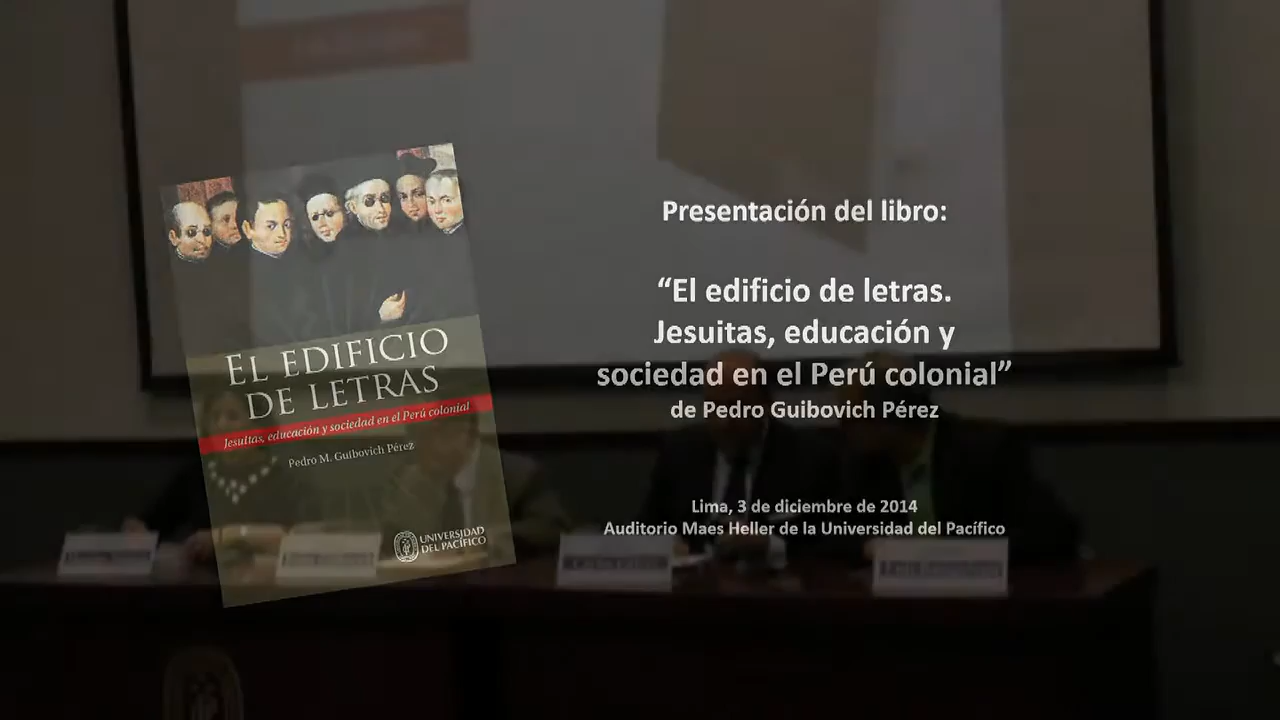 EL EDIFICIO
DE LETRAS
Jesuitas, educación y sociedad en el Perú colonial
Pedro M. Guibovich Pérez
UNIVERSIDAD
DEL PACÍFICO
Presentación del libro:
“El edificio de letras.
Jesuitas, educación y
sociedad en el Perú colonial”
de Pedro Guibovich Pérez
Lima, 3 de diciembre de 2014
Auditorio Maes Heller de la Universidad del Pacífico